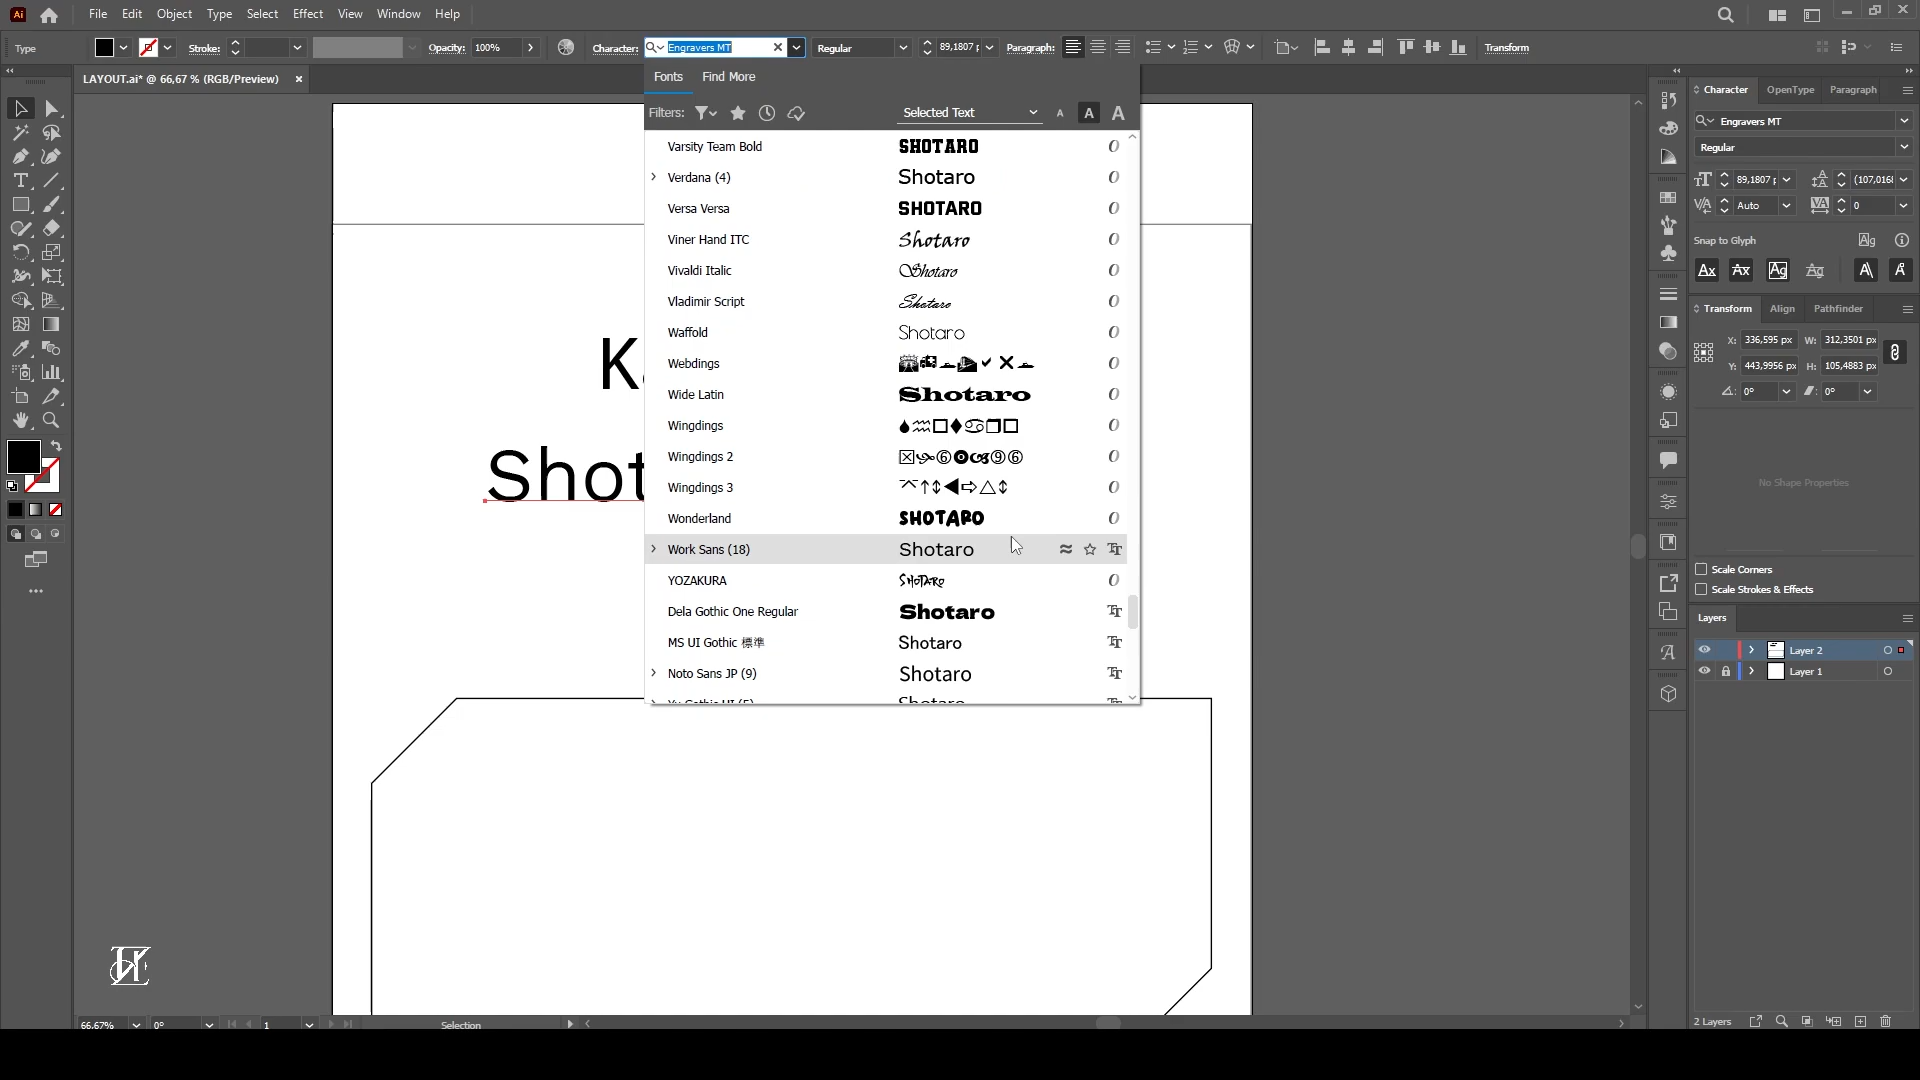 File Edit Object Type Select Effect View Window Help
Type Stroke: Opacity: 100% Character: Engravers MT Regular Paragraph: Transform
LAYOUT.ai* @ 66,67 % (RGB/Preview)
Fonts Find More
Filters: Selected Text A A A
Varsity Team Bold SHOTARO
Verdana (4) Shotaro
Versa Versa SHOTARO
Viner Hand ITC Shotaro
Vivaldi Italic Shotaro
Vladimir Script Shotaro
Waffold Shotaro
Webdings
Wide Latin Shotaro
Wingdings
Wingdings 2
Wingdings 3
Wonderland SHOTARO
Work Sans (18) Shotaro
YOZAKURA SHOTARO
Dela Gothic One Regular Shotaro
MS UI Gothic 標準 Shotaro
Noto Sans JP (9) Shotaro
Shot
66,67% 0° 1 Selection
Character OpenType Paragraph
Engravers MT
Regular
Auto 0
Snap to Glyph
Transform Align Pathfinder
X: 336,595 px W: 312,3501 px
Y: 443,9956 px H: 105,4883 px
0° 0°
No Shape Properties
Scale Corners
Scale Strokes & Effects
Layers
Layer 2
Layer 1
2 Layers